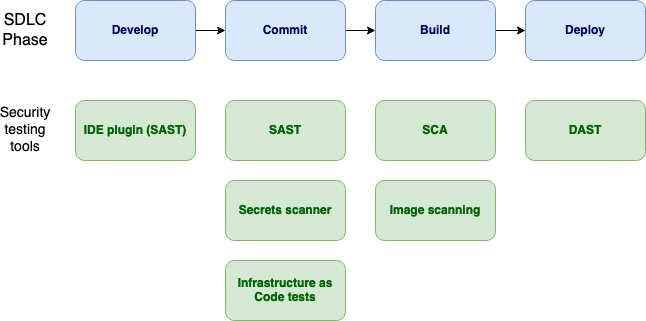 SDLC
Phase
Develop
Commit
Build
Deploy
Security
testing
tools
IDE plugin (SAST)
SAST
SCA
DAST
Secrets scanner
Image scanning
Infrastructure as
Code tests